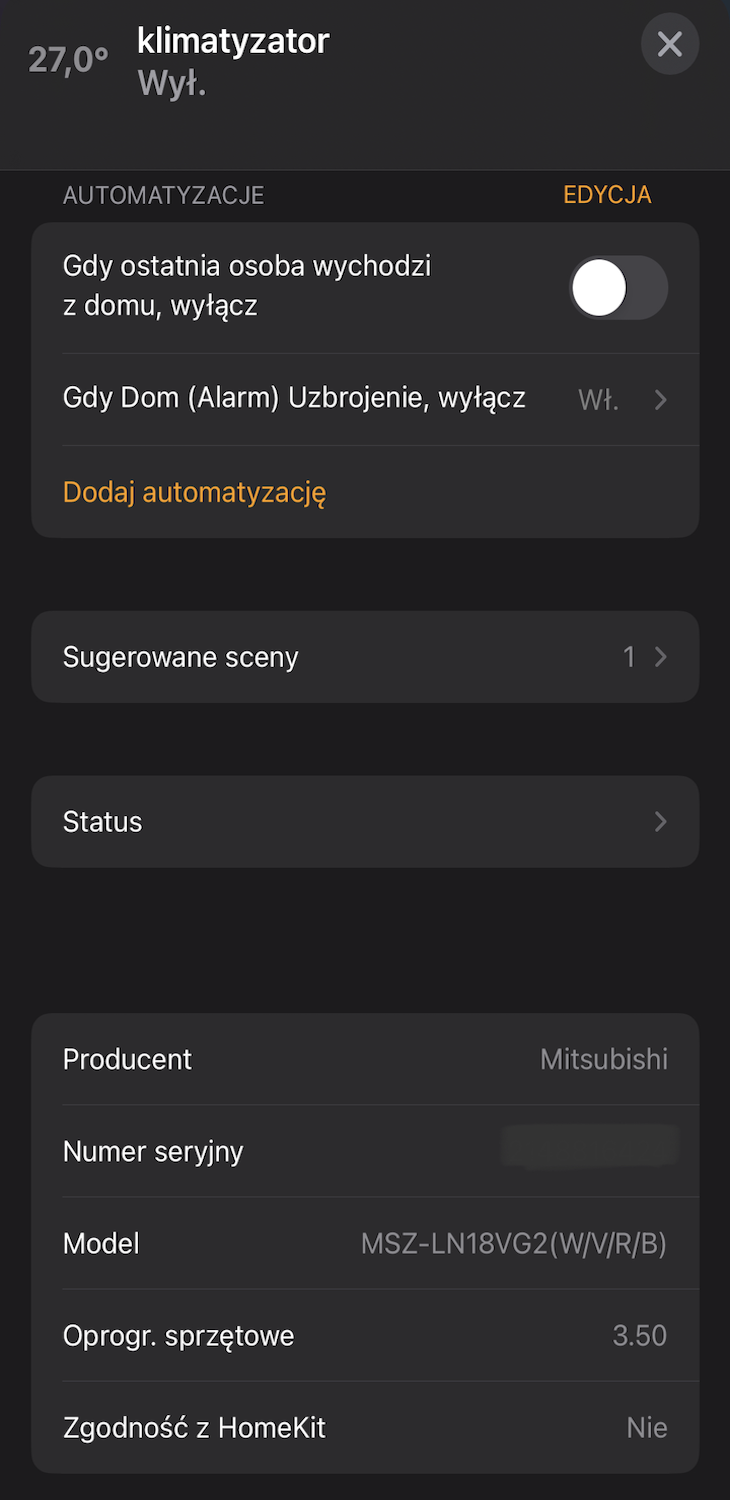 27,0°
klimatyzator
Wył.
AUTOMATYZACJE EDYCJA
Gdy ostatnia osoba wychodzi
z domu, wyłącz
Gdy Dom (Alarm) Uzbrojenie, wyłącz Wł.
Dodaj automatyzację
Sugerowane sceny 1
Status
Producent Mitsubishi
Numer seryjny
Model MSZ-LN18VG2(W/V/R/B)
Oprogr. sprzętowe 3.50
Zgodność z HomeKit Nie